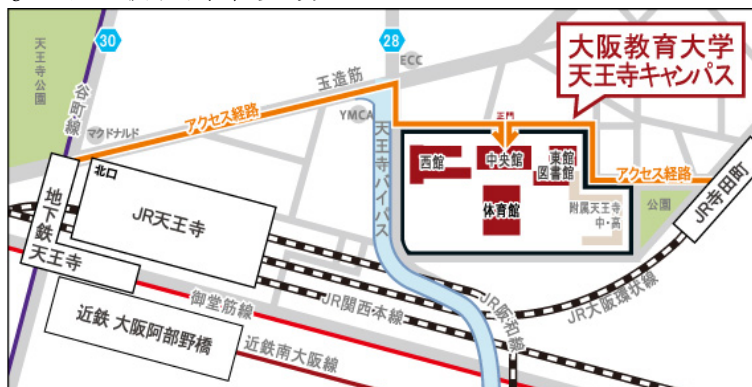 30
28
ECC
大阪教育大学
天王寺キャンパス
天王寺公園
谷町線
玉造筋
アクセス経路
マクドナルド
YMCA
正門
天王寺バイパス
西館
中央館
東館
図書館
アクセス経路
体育館
附属天王寺
中・高
公園
JR寺田町
北口
JR天王寺
地下鉄
天王寺
御堂筋線
JR関西本線
JR阪和線
JR大阪環状線
近鉄 大阪阿部野橋
近鉄南大阪線